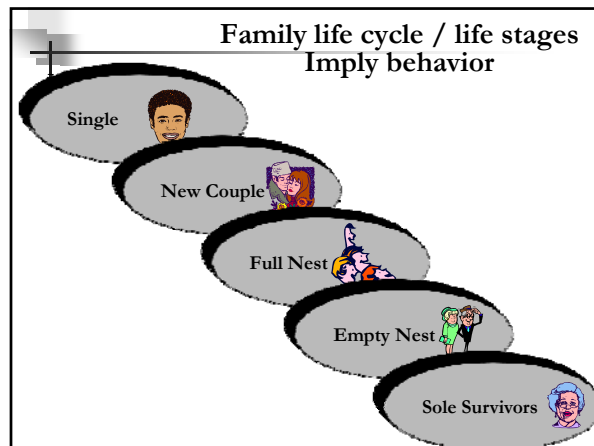 Family life cycle / life stages
Imply behavior
Single
New Couple
Full Nest
Empty Nest
Sole Survivors